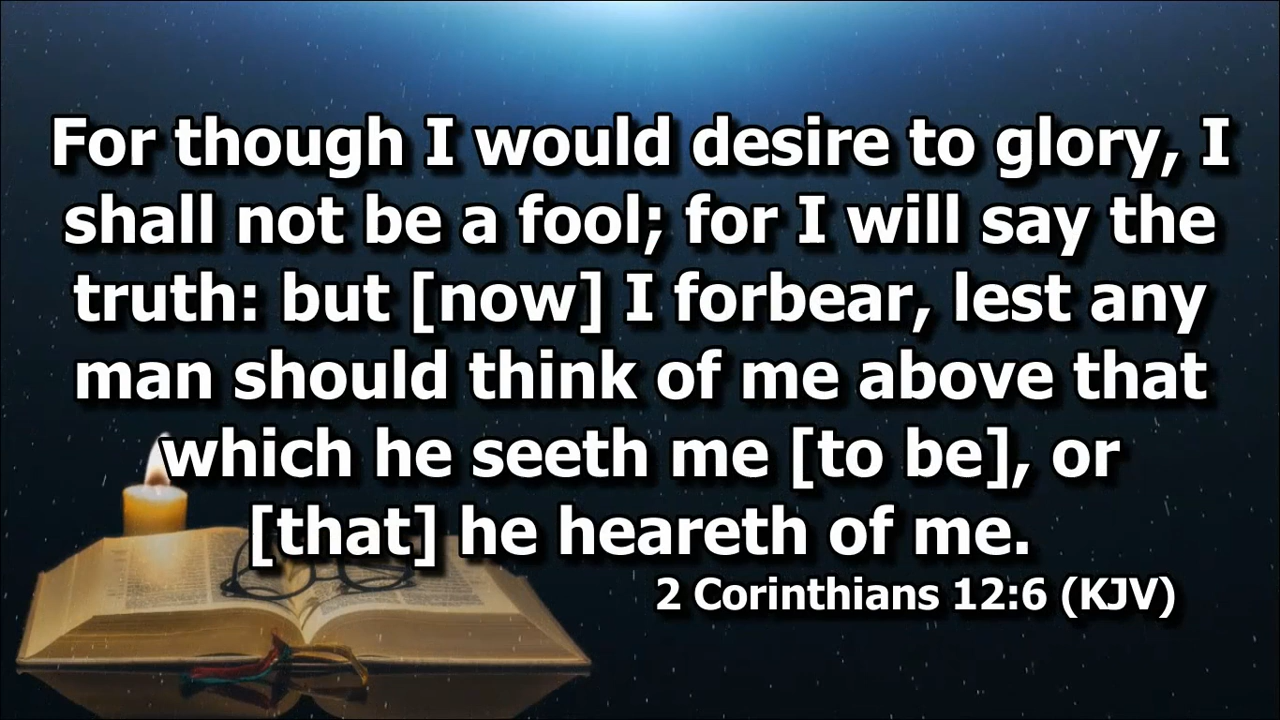 For though I would desire to glory, I
shall not be a fool; for I will say the
truth: but [now] I forbear, lest any
man should think of me above that
which he seeth me [to be], or
[that] he heareth of me.
2 Corinthians 12:6 (KJV)